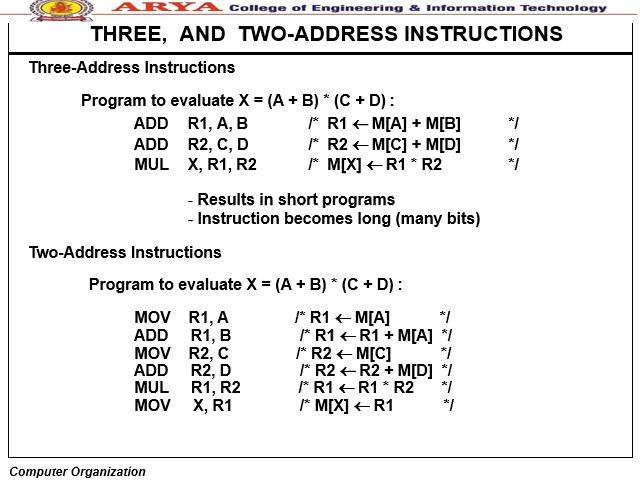 ARYA College of Engineering & Information Technology
THREE, AND TWO-ADDRESS INSTRUCTIONS
Three-Address Instructions
Program to evaluate X = (A + B) * (C + D) :
ADD R1, A, B /* R1 ← M[A] + M[B] */
ADD R2, C, D /* R2 ← M[C] + M[D] */
MUL X, R1, R2 /* M[X] ← R1 * R2 */
- Results in short programs
- Instruction becomes long (many bits)
Two-Address Instructions
Program to evaluate X = (A + B) * (C + D) :
MOV R1, A /* R1 ← M[A] */
ADD R1, B /* R1 ← R1 + M[A] */
MOV R2, C /* R2 ← M[C] */
ADD R2, D /* R2 ← R2 + M[D] */
MUL R1, R2 /* R1 ← R1 * R2 */
MOV X, R1 /* M[X] ← R1 */
Computer Organization